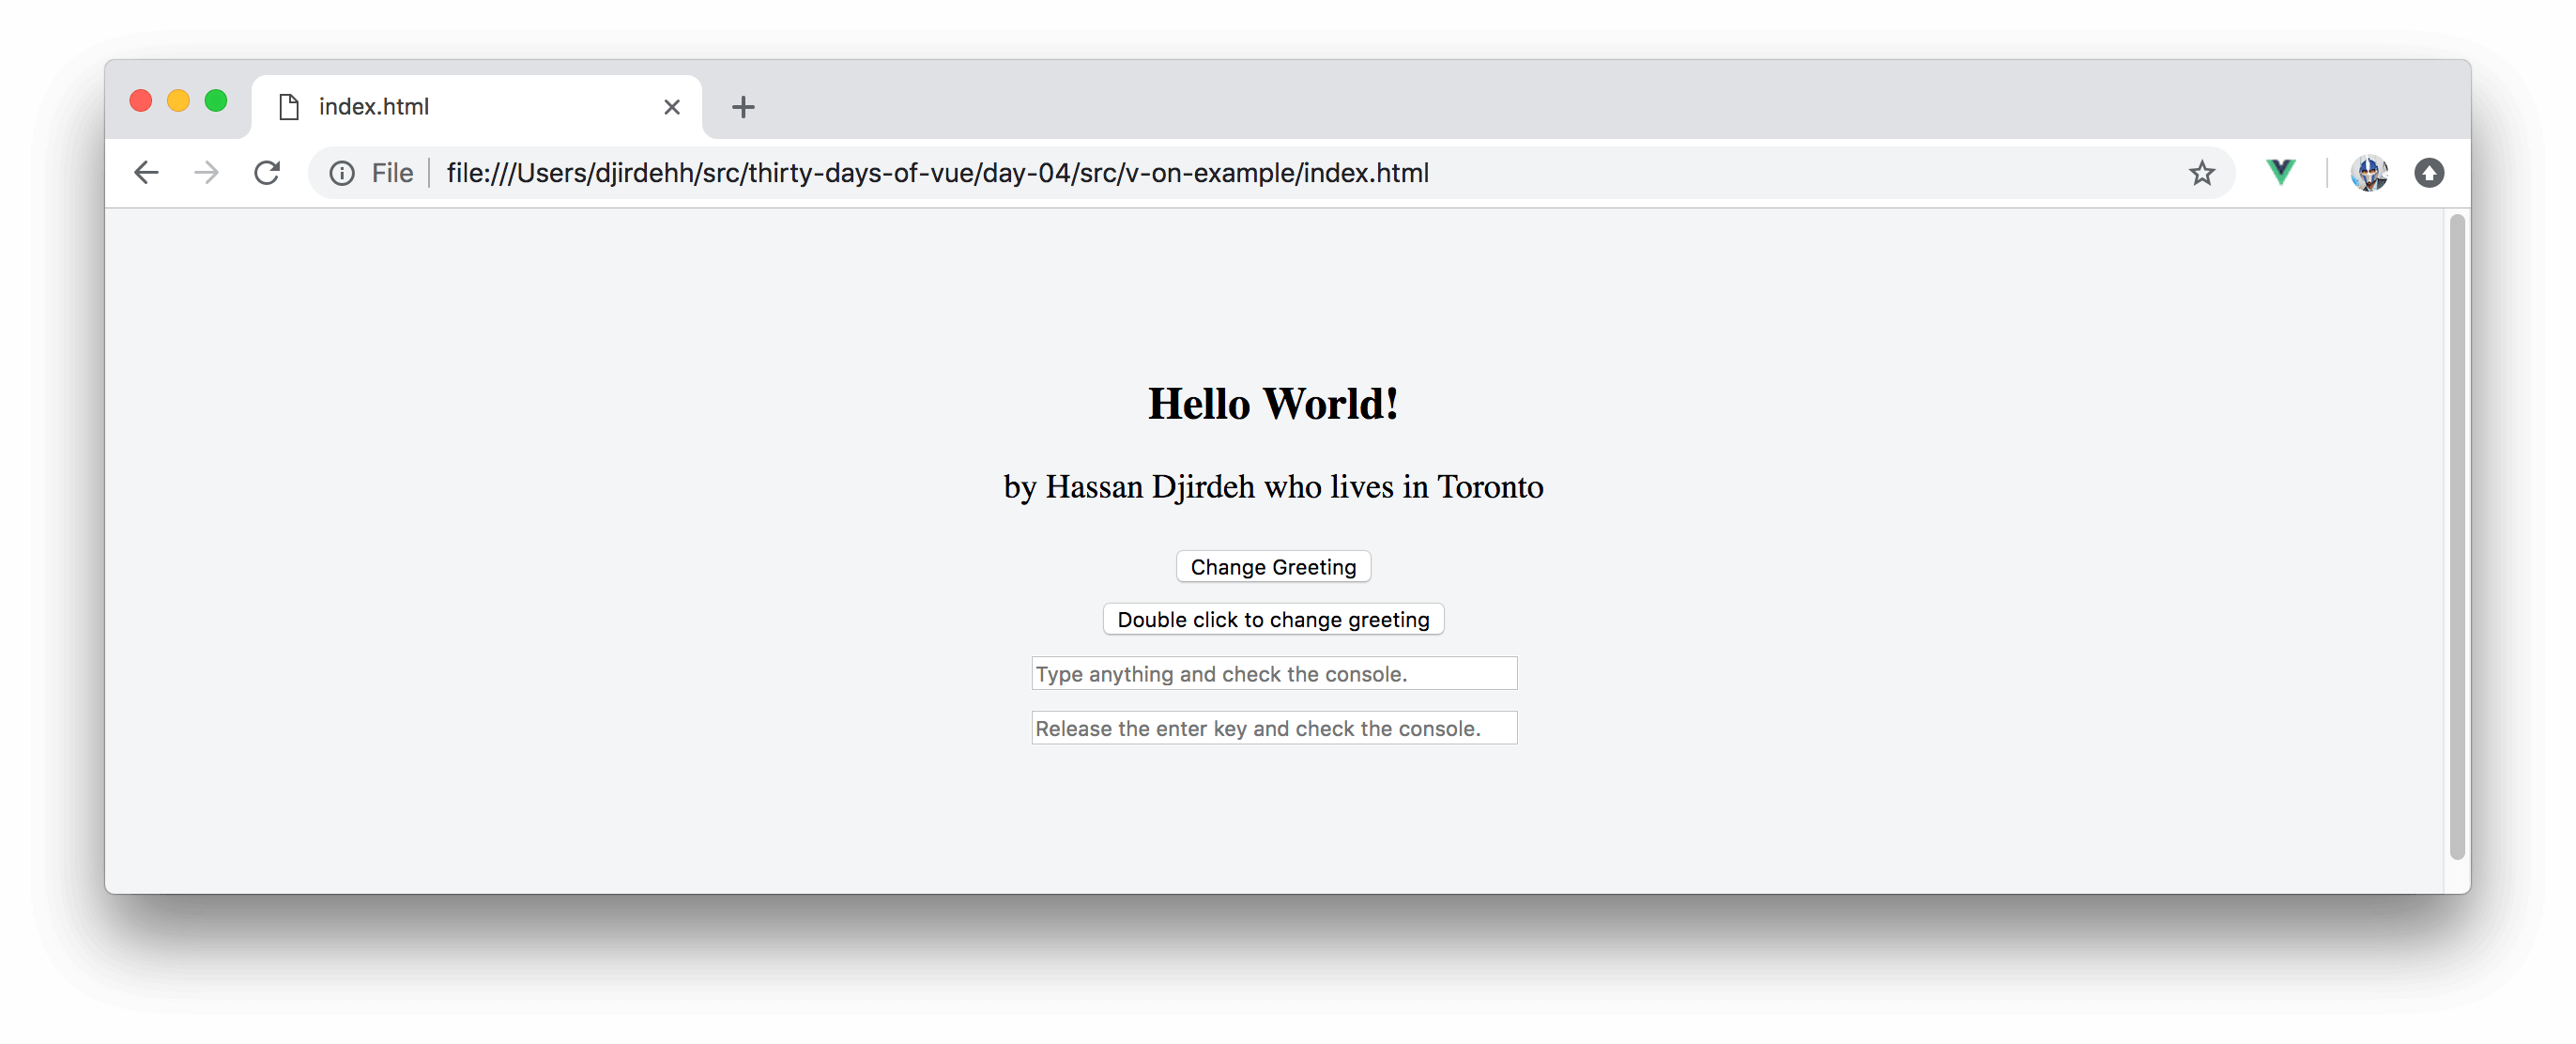 index.html
File file:///Users/djirdehh/src/thirty-days-of-vue/day-04/src/v-on-example/index.html
Hello World!
by Hassan Djirdeh who lives in Toronto
Change Greeting
Double click to change greeting
Type anything and check the console.
Release the enter key and check the console.